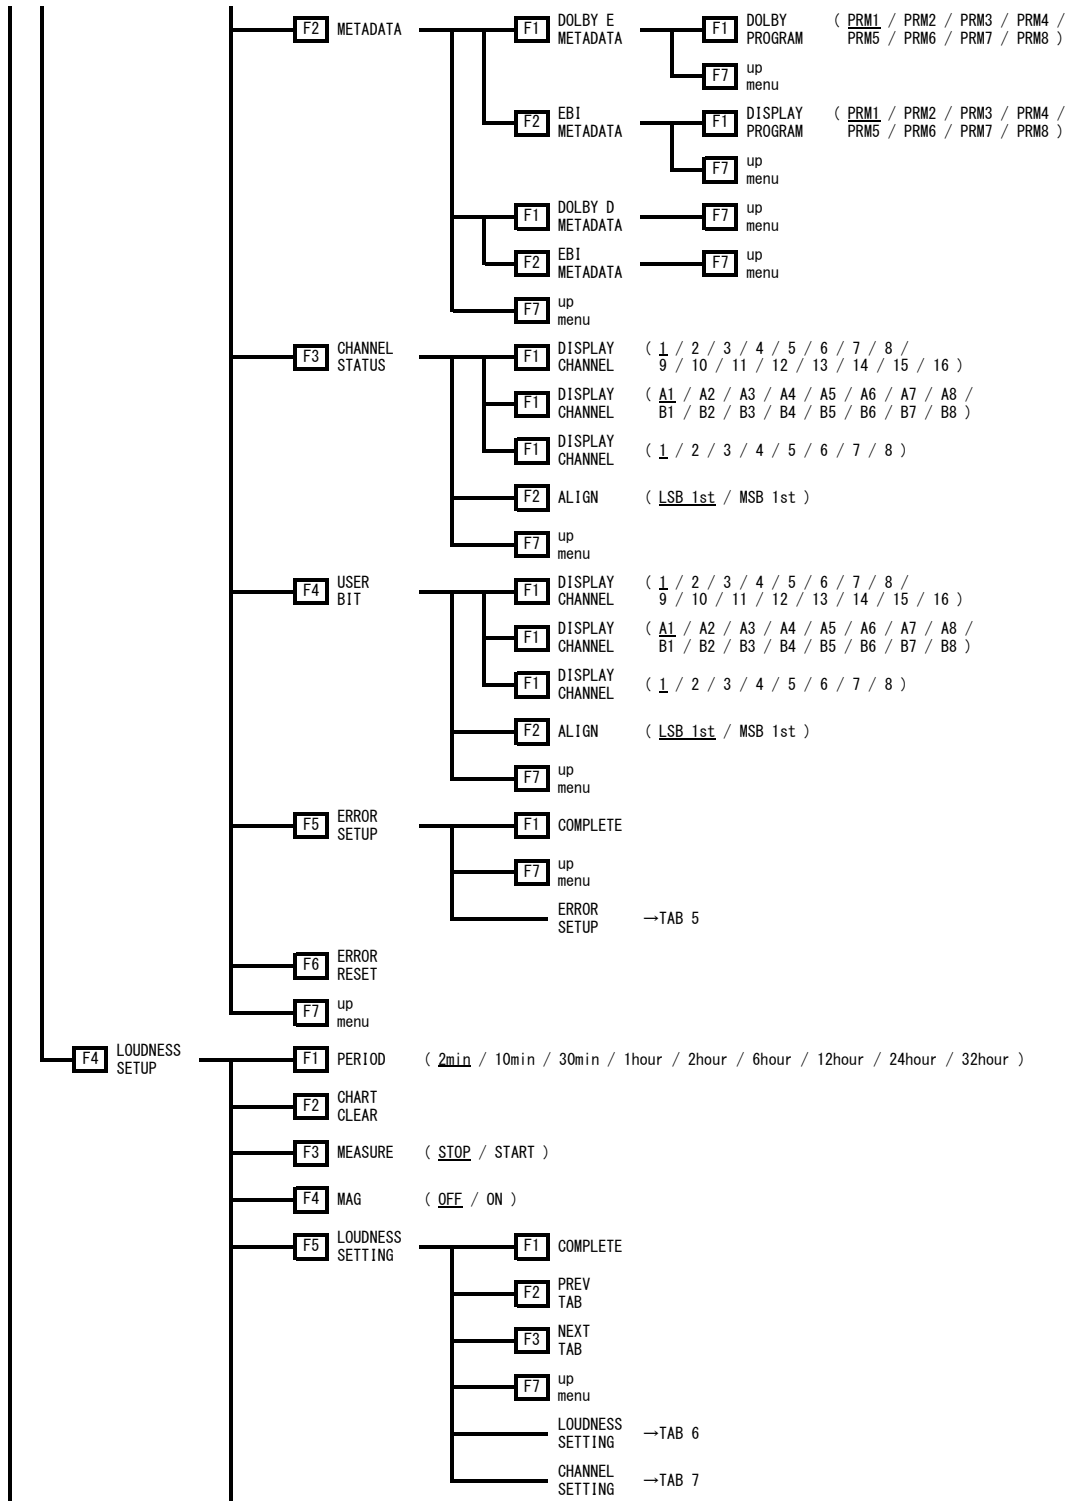 F2 METADATA F1 DOLBY E METADATA F1 DOLBY PROGRAM ( PRM1 / PRM2 / PRM3 / PRM4 /
PRM5 / PRM6 / PRM7 / PRM8 )
F7 up menu
F2 EBI METADATA F1 DISPLAY PROGRAM ( PRM1 / PRM2 / PRM3 / PRM4 /
PRM5 / PRM6 / PRM7 / PRM8 )
F7 up menu
F1 DOLBY D METADATA F7 up menu
F2 EBI METADATA F7 up menu
F7 up menu
F3 CHANNEL STATUS F1 DISPLAY CHANNEL ( 1 / 2 / 3 / 4 / 5 / 6 / 7 / 8 /
9 / 10 / 11 / 12 / 13 / 14 / 15 / 16 )
F1 DISPLAY CHANNEL ( A1 / A2 / A3 / A4 / A5 / A6 / A7 / A8 /
B1 / B2 / B3 / B4 / B5 / B6 / B7 / B8 )
F1 DISPLAY CHANNEL ( 1 / 2 / 3 / 4 / 5 / 6 / 7 / 8 )
F2 ALIGN ( LSB 1st / MSB 1st )
F7 up menu
F4 USER BIT F1 DISPLAY CHANNEL ( 1 / 2 / 3 / 4 / 5 / 6 / 7 / 8 /
9 / 10 / 11 / 12 / 13 / 14 / 15 / 16 )
F1 DISPLAY CHANNEL ( A1 / A2 / A3 / A4 / A5 / A6 / A7 / A8 /
B1 / B2 / B3 / B4 / B5 / B6 / B7 / B8 )
F1 DISPLAY CHANNEL ( 1 / 2 / 3 / 4 / 5 / 6 / 7 / 8 )
F2 ALIGN ( LSB 1st / MSB 1st )
F7 up menu
F5 ERROR SETUP F1 COMPLETE
F7 up menu
ERROR SETUP →TAB 5
F6 ERROR RESET
F7 up menu
F4 LOUDNESS SETUP F1 PERIOD ( 2min / 10min / 30min / 1hour / 2hour / 6hour / 12hour / 24hour / 32hour )
F2 CHART CLEAR
F3 MEASURE ( STOP / START )
F4 MAG ( OFF / ON )
F5 LOUDNESS SETTING F1 COMPLETE
F2 PREV TAB
F3 NEXT TAB
F7 up menu
LOUDNESS SETTING →TAB 6
CHANNEL SETTING →TAB 7